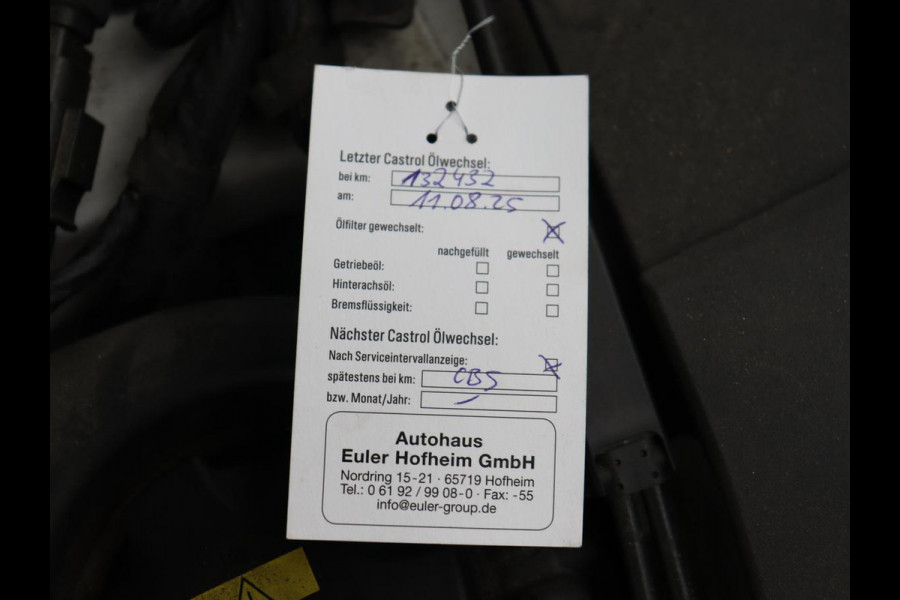 Letzter Castrol Ölwechsel:
bei km: 132432
am: 11.08.25
Ölfilter gewechselt:
nachgefüllt gewechselt
Getriebeöl:
Hinterachsöl:
Bremsflüssigkeit:
Nächster Castrol Ölwechsel:
Nach Serviceintervallanzeige:
spätestens bei km: CBS
bzw. Monat/Jahr: –
Autohaus
Euler Hofheim GmbH
Nordring 15-21 · 65719 Hofheim
Tel.: 0 61 92 / 99 08-0 · Fax: -55
info@euler-group.de